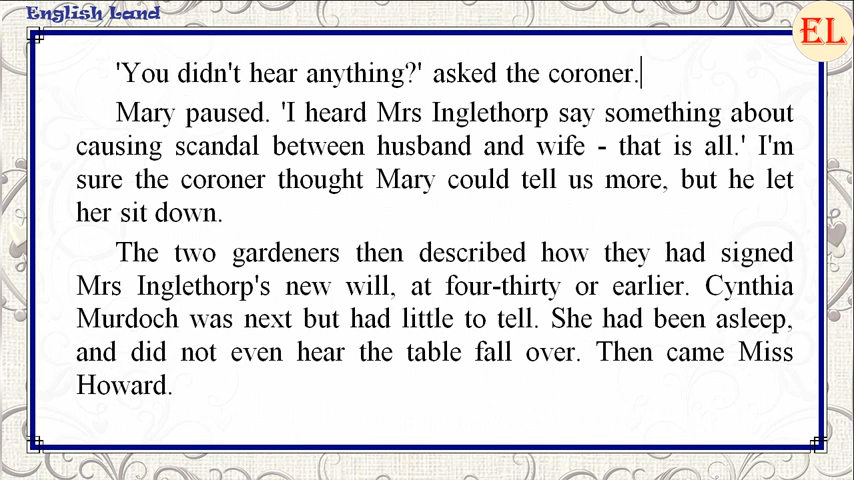 English Land
EL
'You didn't hear anything?' asked the coroner.
Mary paused. 'I heard Mrs Inglethorp say something about
causing scandal between husband and wife - that is all.' I'm
sure the coroner thought Mary could tell us more, but he let
her sit down.
The two gardeners then described how they had signed
Mrs Inglethorp's new will, at four-thirty or earlier. Cynthia
Murdoch was next but had little to tell. She had been asleep,
and did not even hear the table fall over. Then came Miss
Howard.